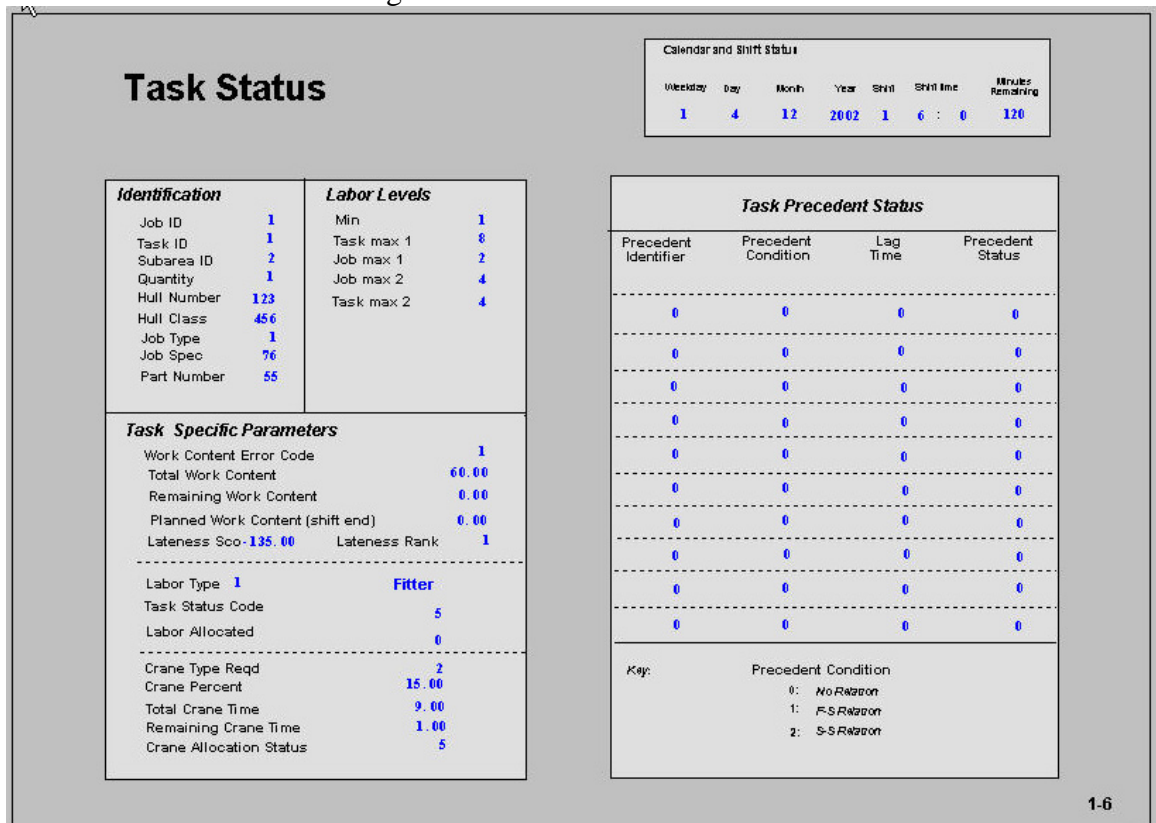 Task Status
Calendar and Shift Status
Weekday Day Month Year Shift Shift time Minutes Remaining
1 4 12 2002 1 6 : 0 120
Identification
Job ID 1
Task ID 1
Subarea ID 2
Quantity 1
Hull Number 123
Hull Class 456
Job Type 1
Job Spec 76
Part Number 55
Labor Levels
Min 1
Task max 1 8
Job max 1 2
Job max 2 4
Task max 2 4
Task Specific Parameters
Work Content Error Code 1
Total Work Content 60.00
Remaining Work Content 0.00
Planned Work Content (shift end) 0.00
Lateness Sco-135.00 Lateness Rank 1
Labor Type 1 Fitter
Task Status Code 5
Labor Allocated 0
Crane Type Reqd 2
Crane Percent 15.00
Total Crane Time 9.00
Remaining Crane Time 1.00
Crane Allocation Status 5
Task Precedent Status
Precedent Identifier Precedent Condition Lag Time Precedent Status
0 0 0 0
0 0 0 0
0 0 0 0
0 0 0 0
0 0 0 0
0 0 0 0
0 0 0 0
0 0 0 0
0 0 0 0
0 0 0 0
Key: Precedent Condition
0: No Relation
1: F-S Relation
2: S-S Relation
1-6